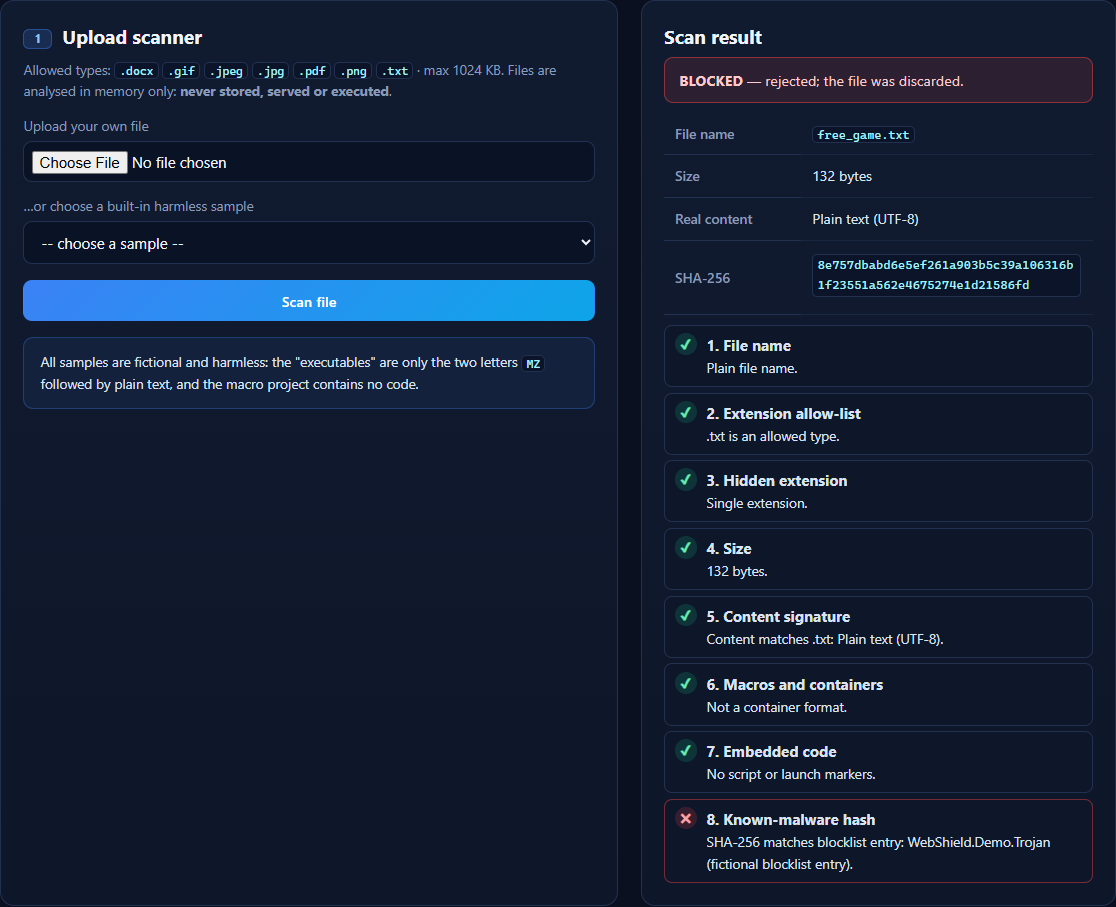 1 Upload scanner
Allowed types: .docx .gif .jpeg .jpg .pdf .png .txt · max 1024 KB. Files are
analysed in memory only: never stored, served or executed.
Upload your own file
Choose File No file chosen
...or choose a built-in harmless sample
-- choose a sample --
Scan file
All samples are fictional and harmless: the "executables" are only the two letters MZ
followed by plain text, and the macro project contains no code.
Scan result
BLOCKED — rejected; the file was discarded.
File name free_game.txt
Size 132 bytes
Real content Plain text (UTF-8)
SHA-256 8e757dbabd6e5ef261a903b5c39a106316b
1f23551a562e4675274e1d21586fd
1. File name
Plain file name.
2. Extension allow-list
.txt is an allowed type.
3. Hidden extension
Single extension.
4. Size
132 bytes.
5. Content signature
Content matches .txt: Plain text (UTF-8).
6. Macros and containers
Not a container format.
7. Embedded code
No script or launch markers.
8. Known-malware hash
SHA-256 matches blocklist entry: WebShield.Demo.Trojan
(fictional blocklist entry).